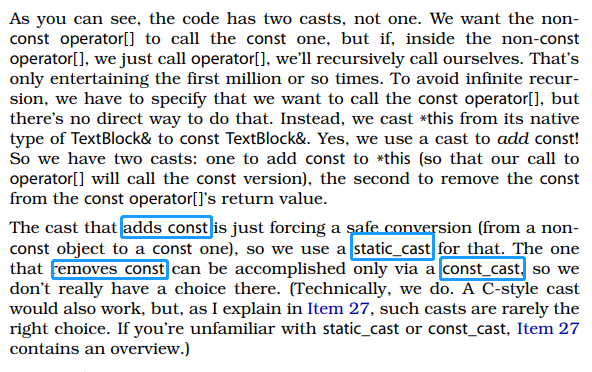 As you can see, the code has two casts, not one. We want the non-
const operator[] to call the const one, but if, inside the non-const
operator[], we just call operator[], we'll recursively call ourselves. That's
only entertaining the first million or so times. To avoid infinite recur-
sion, we have to specify that we want to call the const operator[], but
there's no direct way to do that. Instead, we cast *this from its native
type of TextBlock& to const TextBlock&. Yes, we use a cast to add const!
So we have two casts: one to add const to *this (so that our call to
operator[] will call the const version), the second to remove the const
from the const operator[]'s return value.
The cast that adds const is just forcing a safe conversion (from a non-
const object to a const one), so we use a static_cast for that. The one
that removes const can be accomplished only via a const_cast, so we
don't really have a choice there. (Technically, we do. A C-style cast
would also work, but, as I explain in Item 27, such casts are rarely the
right choice. If you're unfamiliar with static_cast or const_cast, Item 27
contains an overview.)